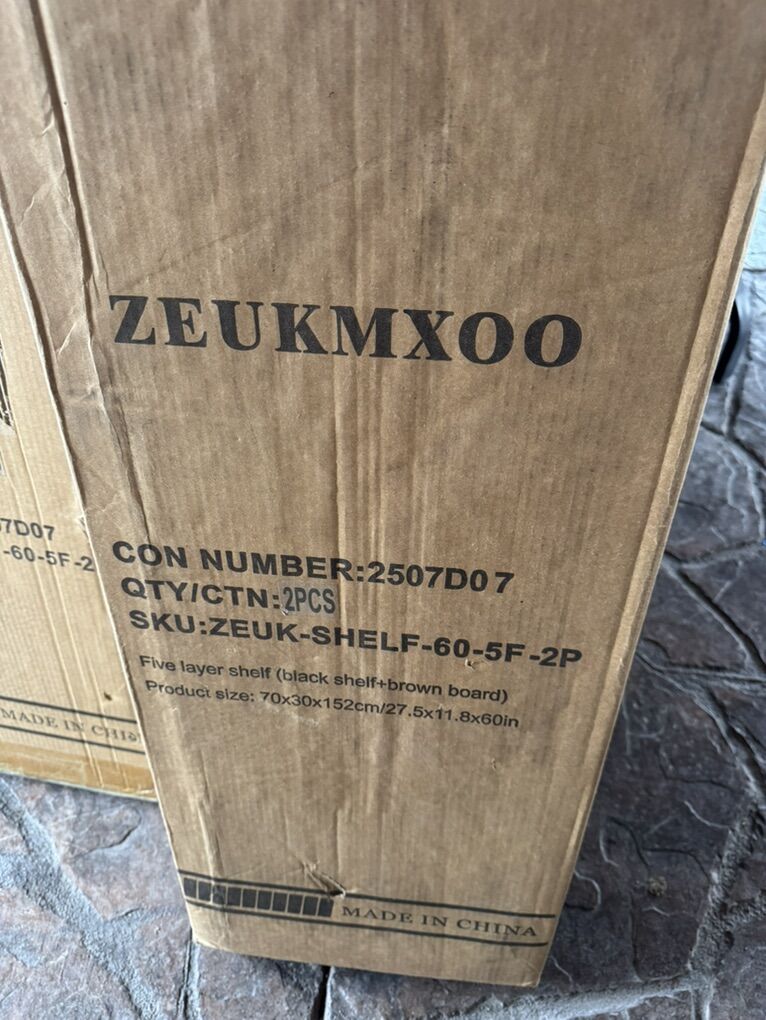 ZEUKMXOO
CON NUMBER:2507D07
QTY/CTN:2PCS
SKU:ZEUK-SHELF-60-5F-2P
Five layer shelf (black shelf+brown board)
Product size: 70x30x152cm/27.5x11.8x60in
MADE IN CHINA
7D07
-60-5F-2
MADE IN CHI